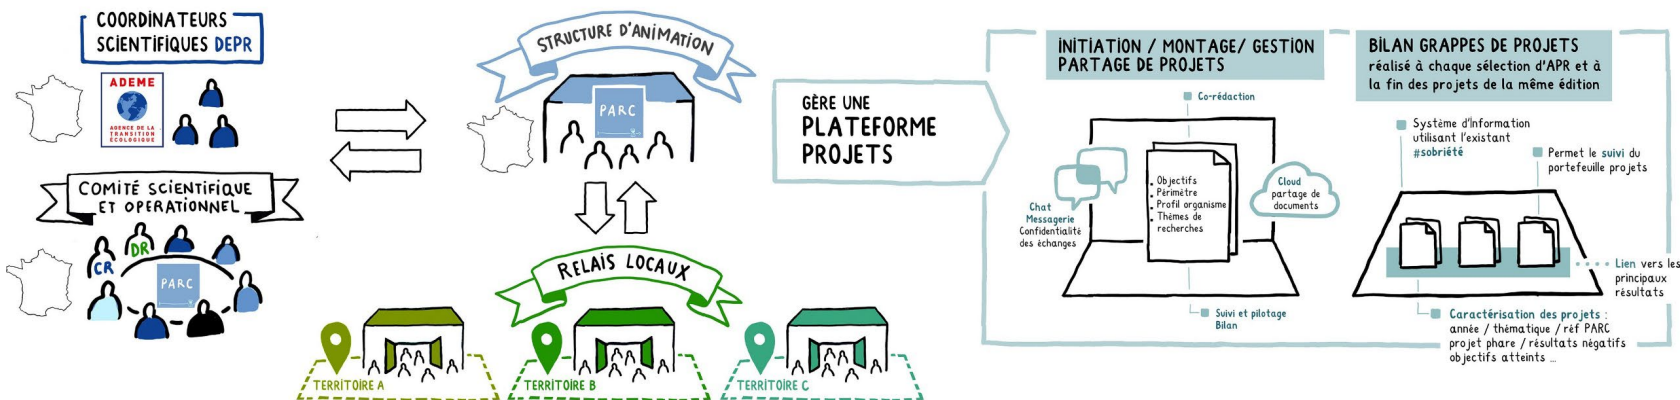 COORDINATEURS
SCIENTIFIQUES DEPR
ADEME
AGENCE DE LA
TRANSITION
ÉCOLOGIQUE
COMITÉ SCIENTIFIQUE
ET OPERATIONNEL
CR
DR
PARC
STRUCTURE D'ANIMATION
PARC
RELAIS LOCAUX
TERRITOIRE A
TERRITOIRE B
TERRITOIRE C
GÈRE UNE
PLATEFORME
PROJETS
INITIATION / MONTAGE/ GESTION
PARTAGE DE PROJETS
Co-rédaction
Chat
Messagerie
Confidentialité
des échanges
Objectifs
Périmètre
Profil organisme
Thèmes de
recherches
Cloud
partage de
documents
Suivi et pilotage
Bilan
BILAN GRAPPES DE PROJETS
réalisé à chaque sélection d'APR et à
la fin des projets de la même édition
Système d'Information
utilisant l'existant
#sobriété
Permet le suivi du
portefeuille projets
Lien vers les
principaux
résultats
Caractérisation des projets :
année / thématique / réf PARC
projet phare / résultats négatifs
objectifs atteints ...